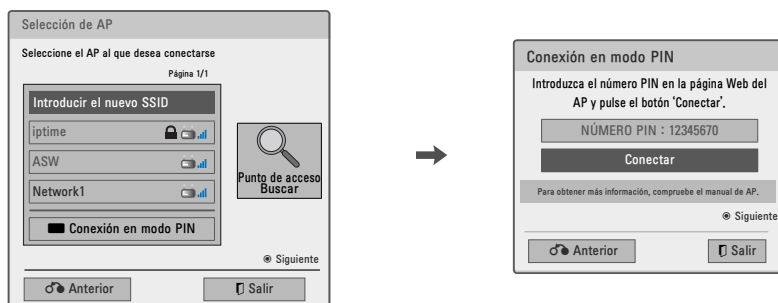 Selección de AP
Seleccione el AP al que desea conectarse
Página 1/1
Introducir el nuevo SSID
iptime
ASW
Network1
Conexión en modo PIN
Punto de acceso
Buscar
Siguiente
Anterior
Salir
Conexión en modo PIN
Introduzca el número PIN en la página Web del
AP y pulse el botón ‘Conectar’.
NÚMERO PIN : 12345670
Conectar
Para obtener más información, compruebe el manual de AP.
Siguiente
Anterior
Salir